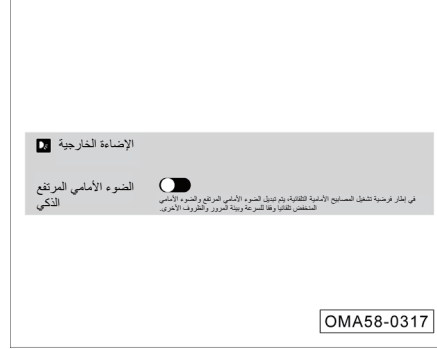 الإضاءة الخارجية
الضوء الأمامي المرتفع
الذكي
في إطار فرضية تشغيل المصابيح الأمامية التلقائية، يتم تبديل الضوء الأمامي المرتفع والضوء الأمامي
المنخفض تلقائيا وفقا للسرعة وبيئة المرور والظروف الأخرى.
OMA58-0317